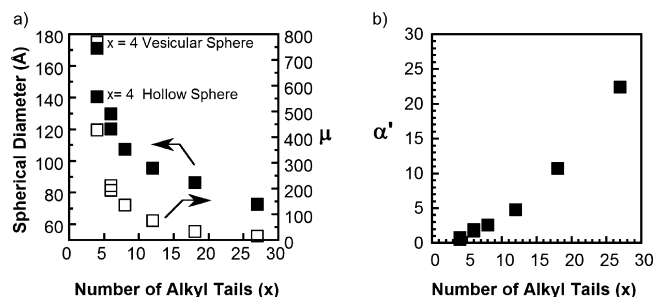 a)
b)
x = 4 Vesicular Sphere
x= 4 Hollow Sphere
Spherical Diameter (Å)
180
160
140
120
100
80
60
800
700
600
500
400
300
200
100
0
μ
0 5 10 15 20 25 30
Number of Alkyl Tails (x)
α'
30
25
20
15
10
5
0
0 5 10 15 20 25 30
Number of Alkyl Tails (x)